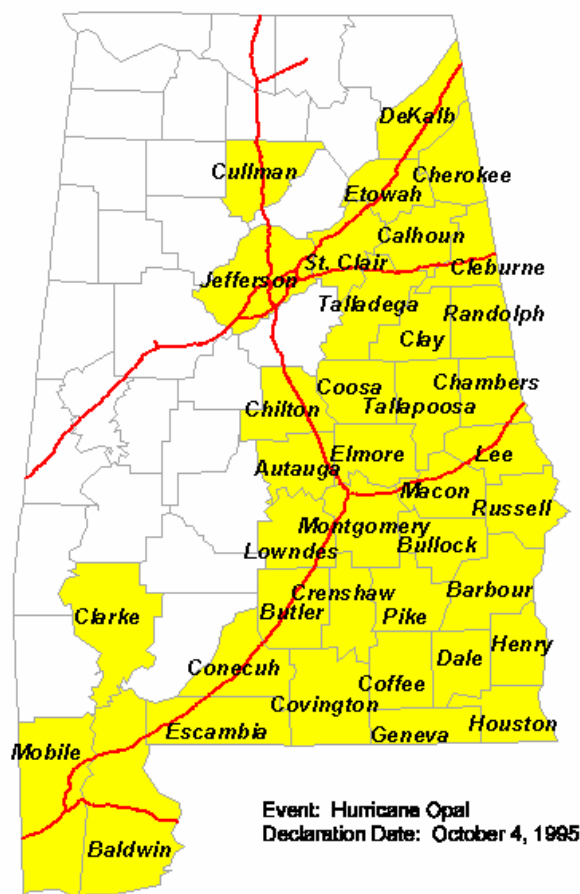 DeKalb
Cullman
Cherokee
Etowah
Calhoun
St. Clair
Cleburne
Jefferson
Talladega
Randolph
Clay
Coosa
Chambers
Chilton
Tallapoosa
Elmore
Lee
Autauga
Macon
Russell
Montgomery
Lowndes
Bullock
Crenshaw
Barbour
Clarke
Butler
Pike
Henry
Dale
Conecuh
Coffee
Covington
Houston
Escambia
Geneva
Mobile
Event: Hurricane Opal
Declaration Date: October 4, 1995
Baldwin